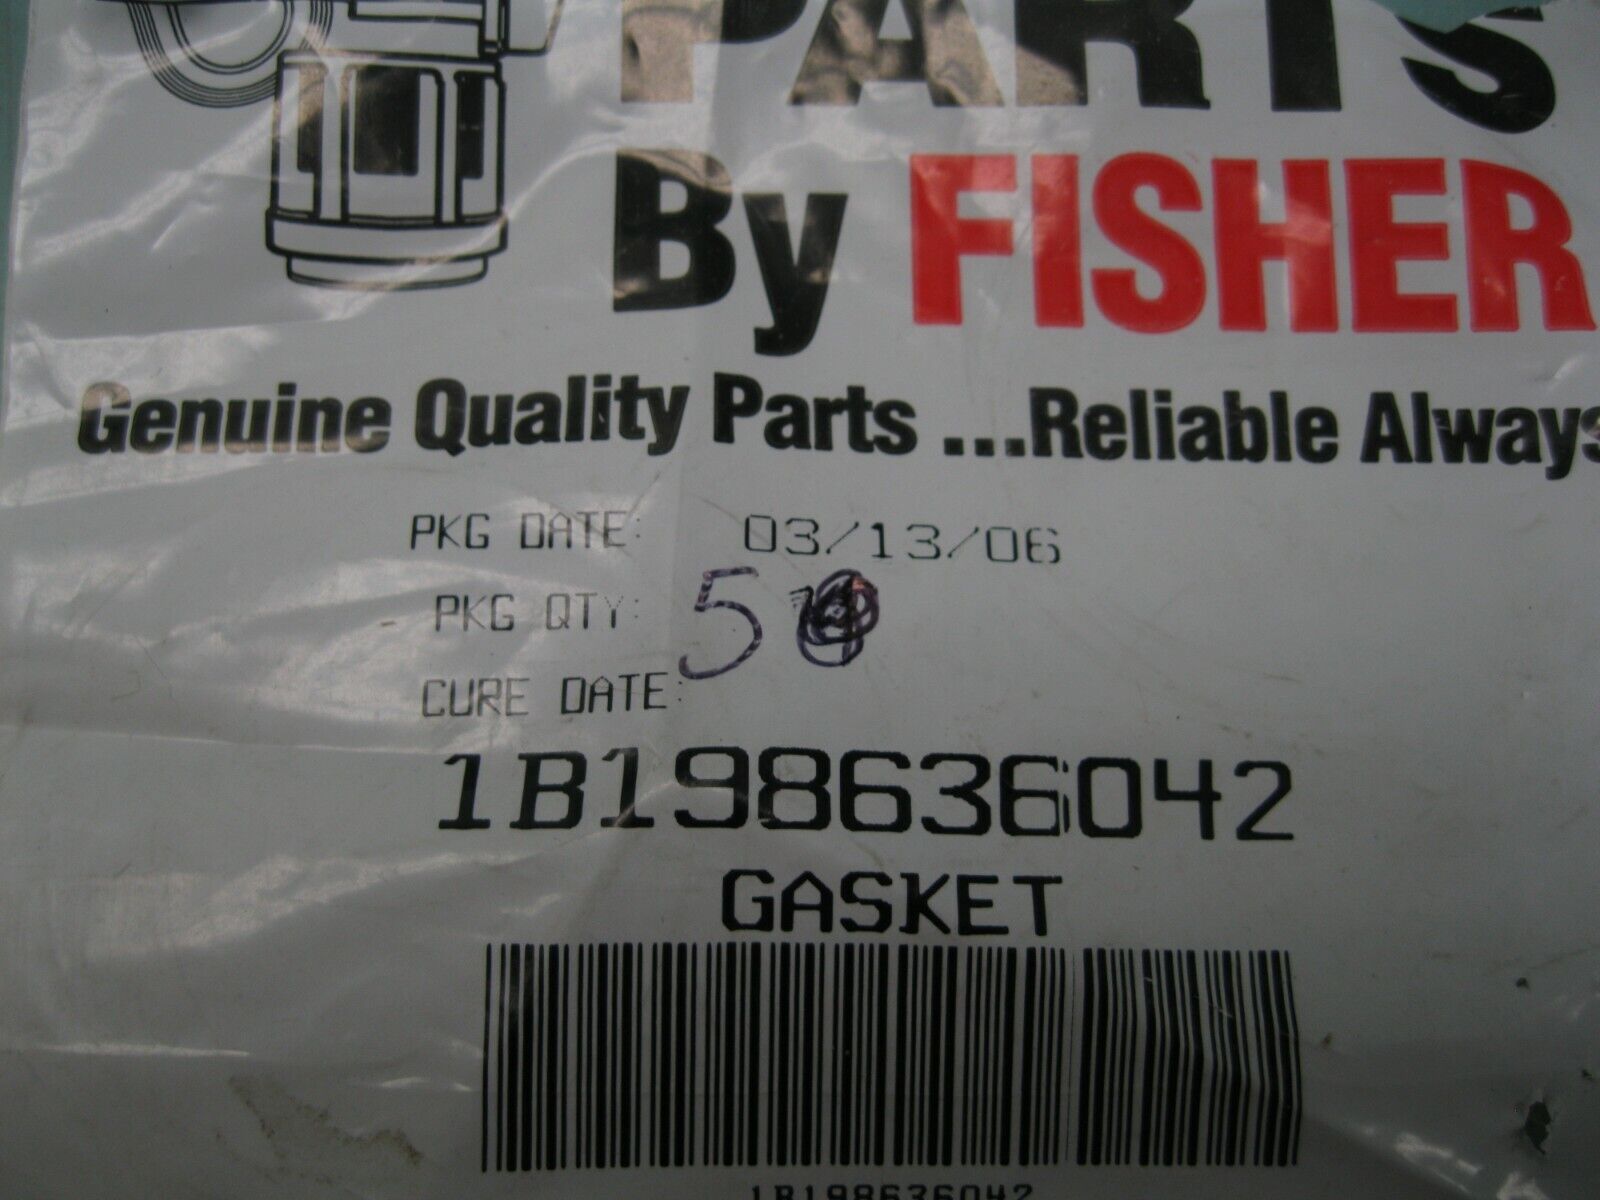 PARTS
By FISHER
Genuine Quality Parts ...Reliable Always
PKG DATE: 03/13/06
PKG QTY: 5
CURE DATE:
1B198636042
GASKET
1B198636042